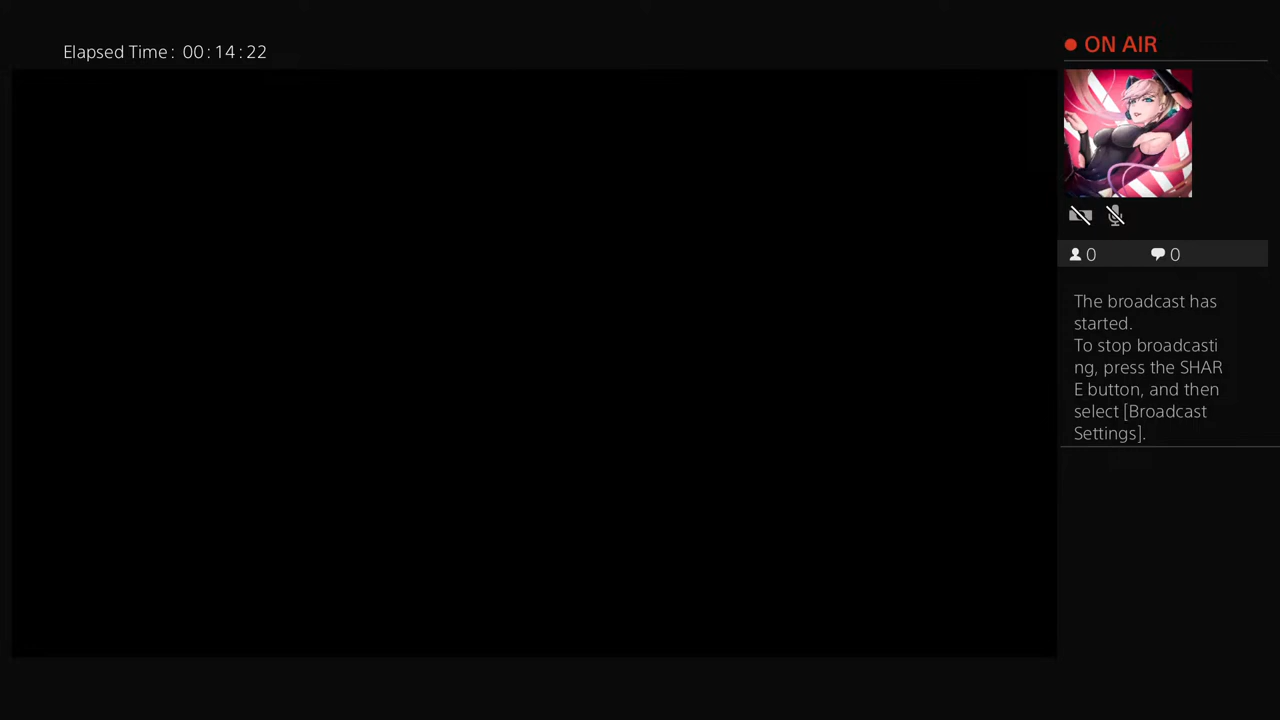 Elapsed Time: 00:14:22
ON AIR
0 0
The broadcast has
started.
To stop broadcasti
ng, press the SHAR
E button, and then
select [Broadcast
Settings].